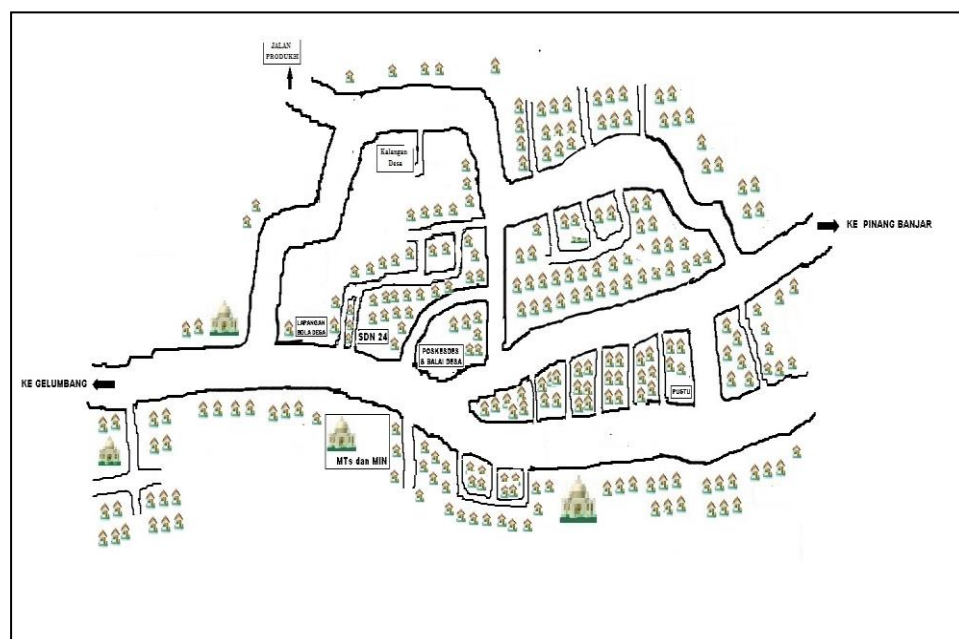 JALAN
PRODUKSI
Kalangan
Desa
KE PINANG BANJAR
LAPANGAN
BOLA DESA
SDN 24
POSKESDES
& BALAI DESA
KE GELUMBANG
PUSTU
MTs dan MIN